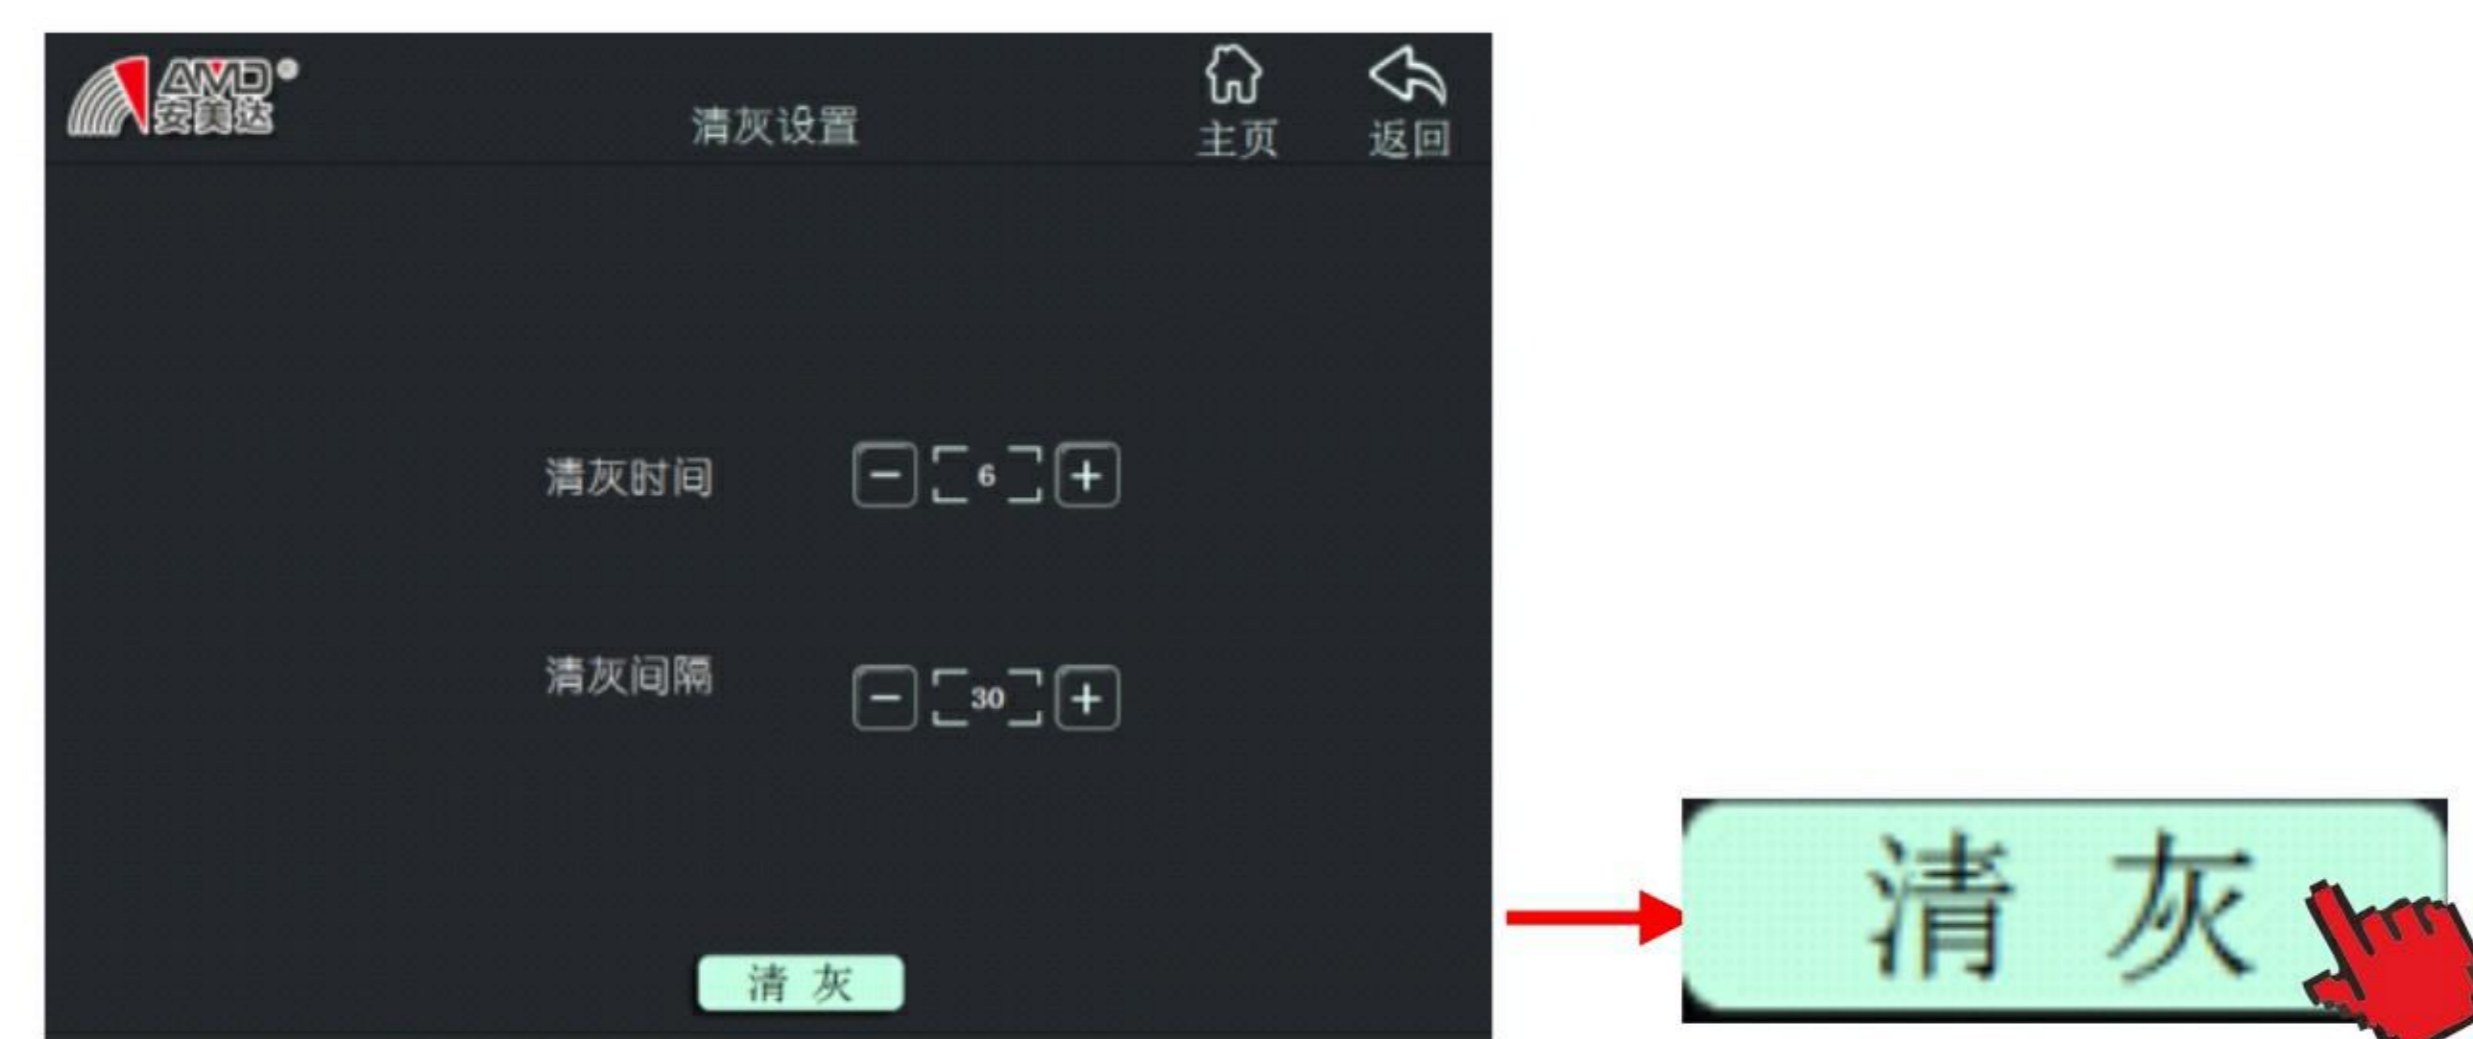 AMD®
安美达
清灰设置
主页
返回
清灰时间
－ 6 +
清灰间隔
－ 30 +
清 灰
清 灰